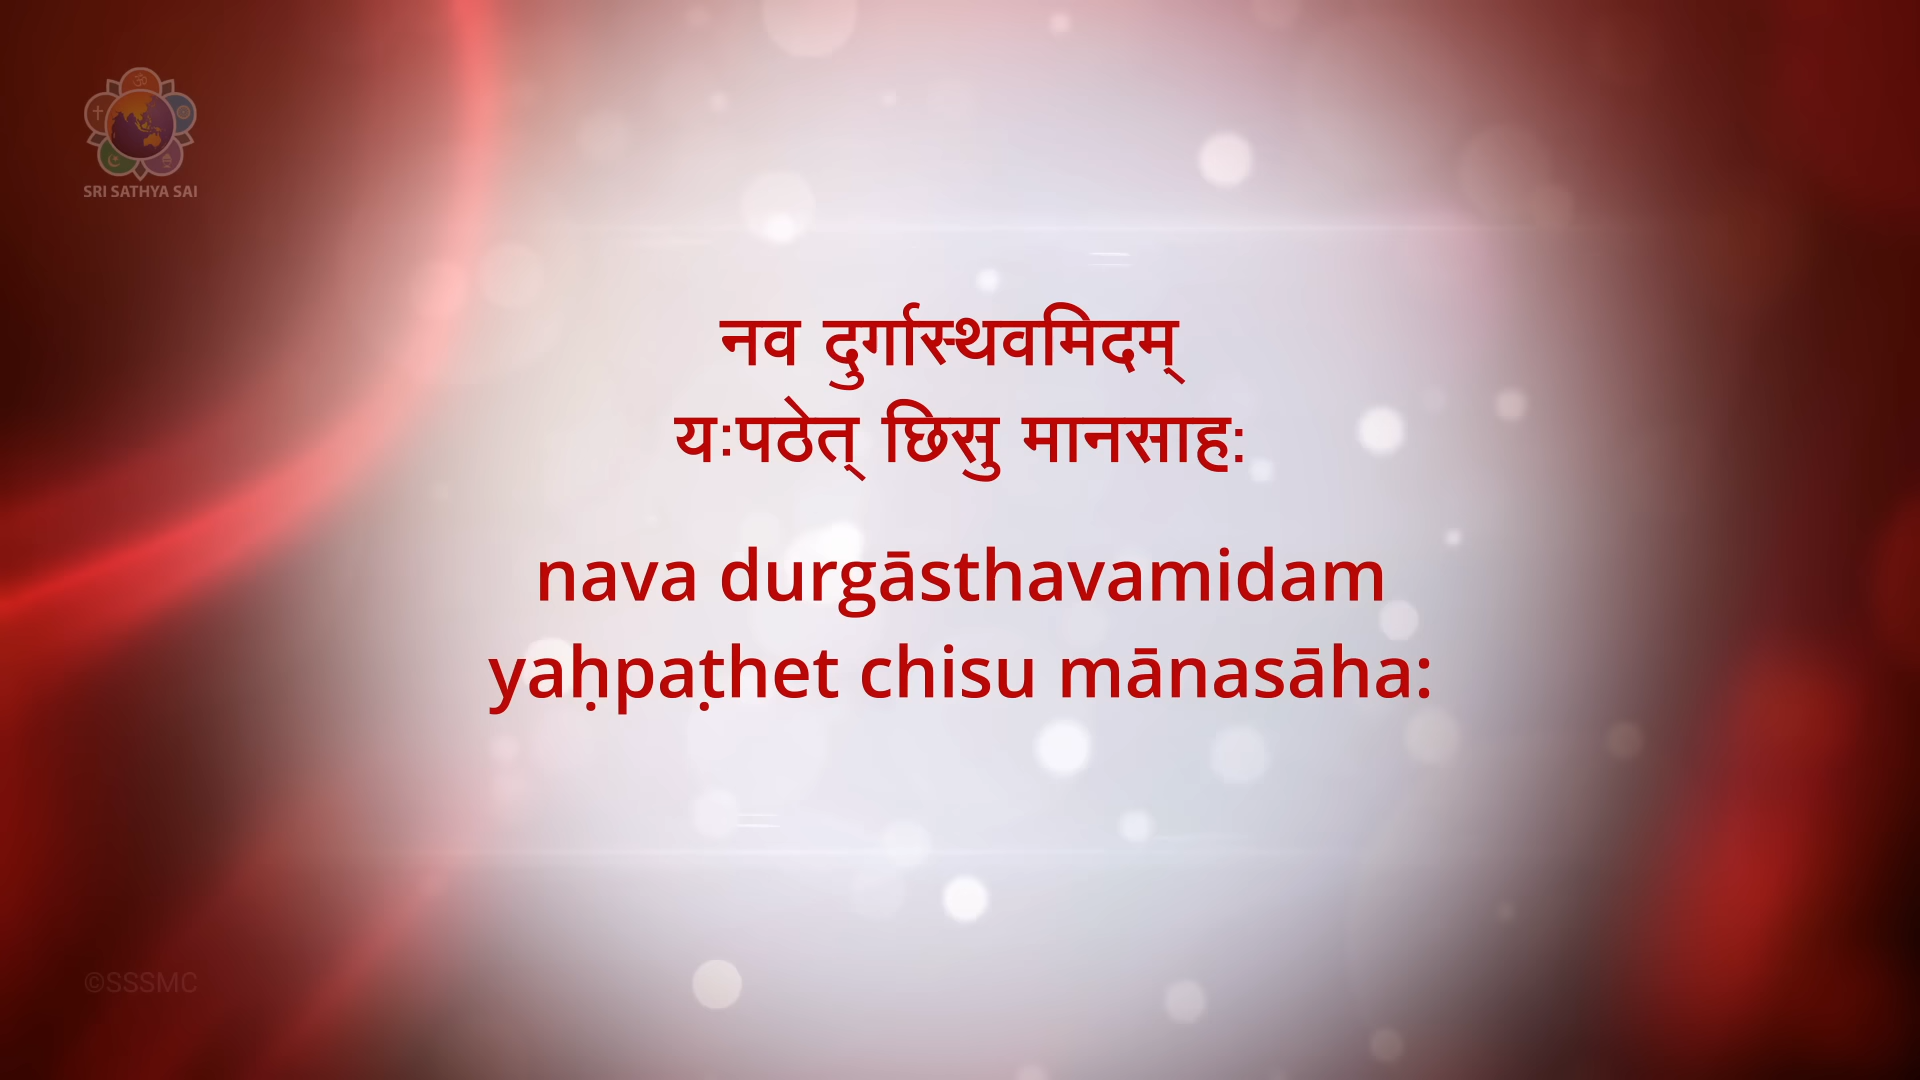 SRI SATHYA SAI
नव दुर्गास्थवमिदम्
यःपठेत् छिसु मानसाहः
nava durgāsthavamidam
yaḥpaṭhet chisu mānasāha:
©SSSMC